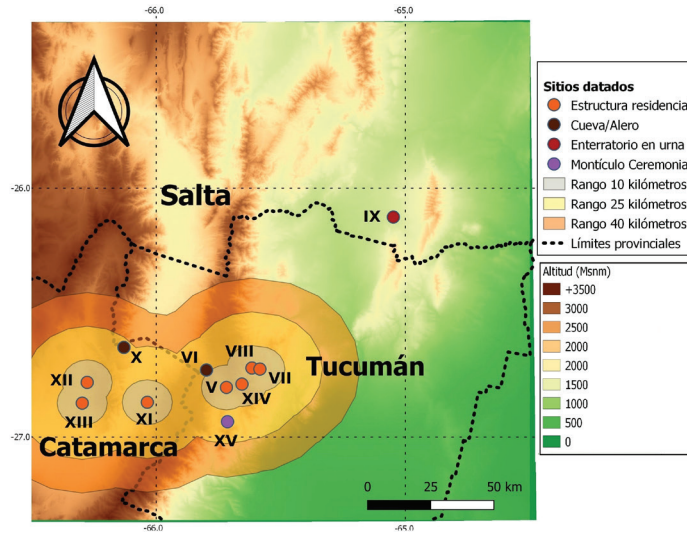 -66.0
-65.0
Sitios datados
Estructura residencia
Cueva/Alero
Enterratorio en urna
Montículo Ceremonia
Rango 10 kilómetros
Rango 25 kilómetros
Rango 40 kilómetros
Límites provinciales
Altitud (Msnm)
+3500
3000
2500
2000
2000
1500
1000
500
0
-26.0
Salta
IX
X
VI
VIII
Tucumán
XII
V
VII
XIV
XIII
XI
XV
-27.0
Catamarca
0
25
50 km
-66.0
-65.0